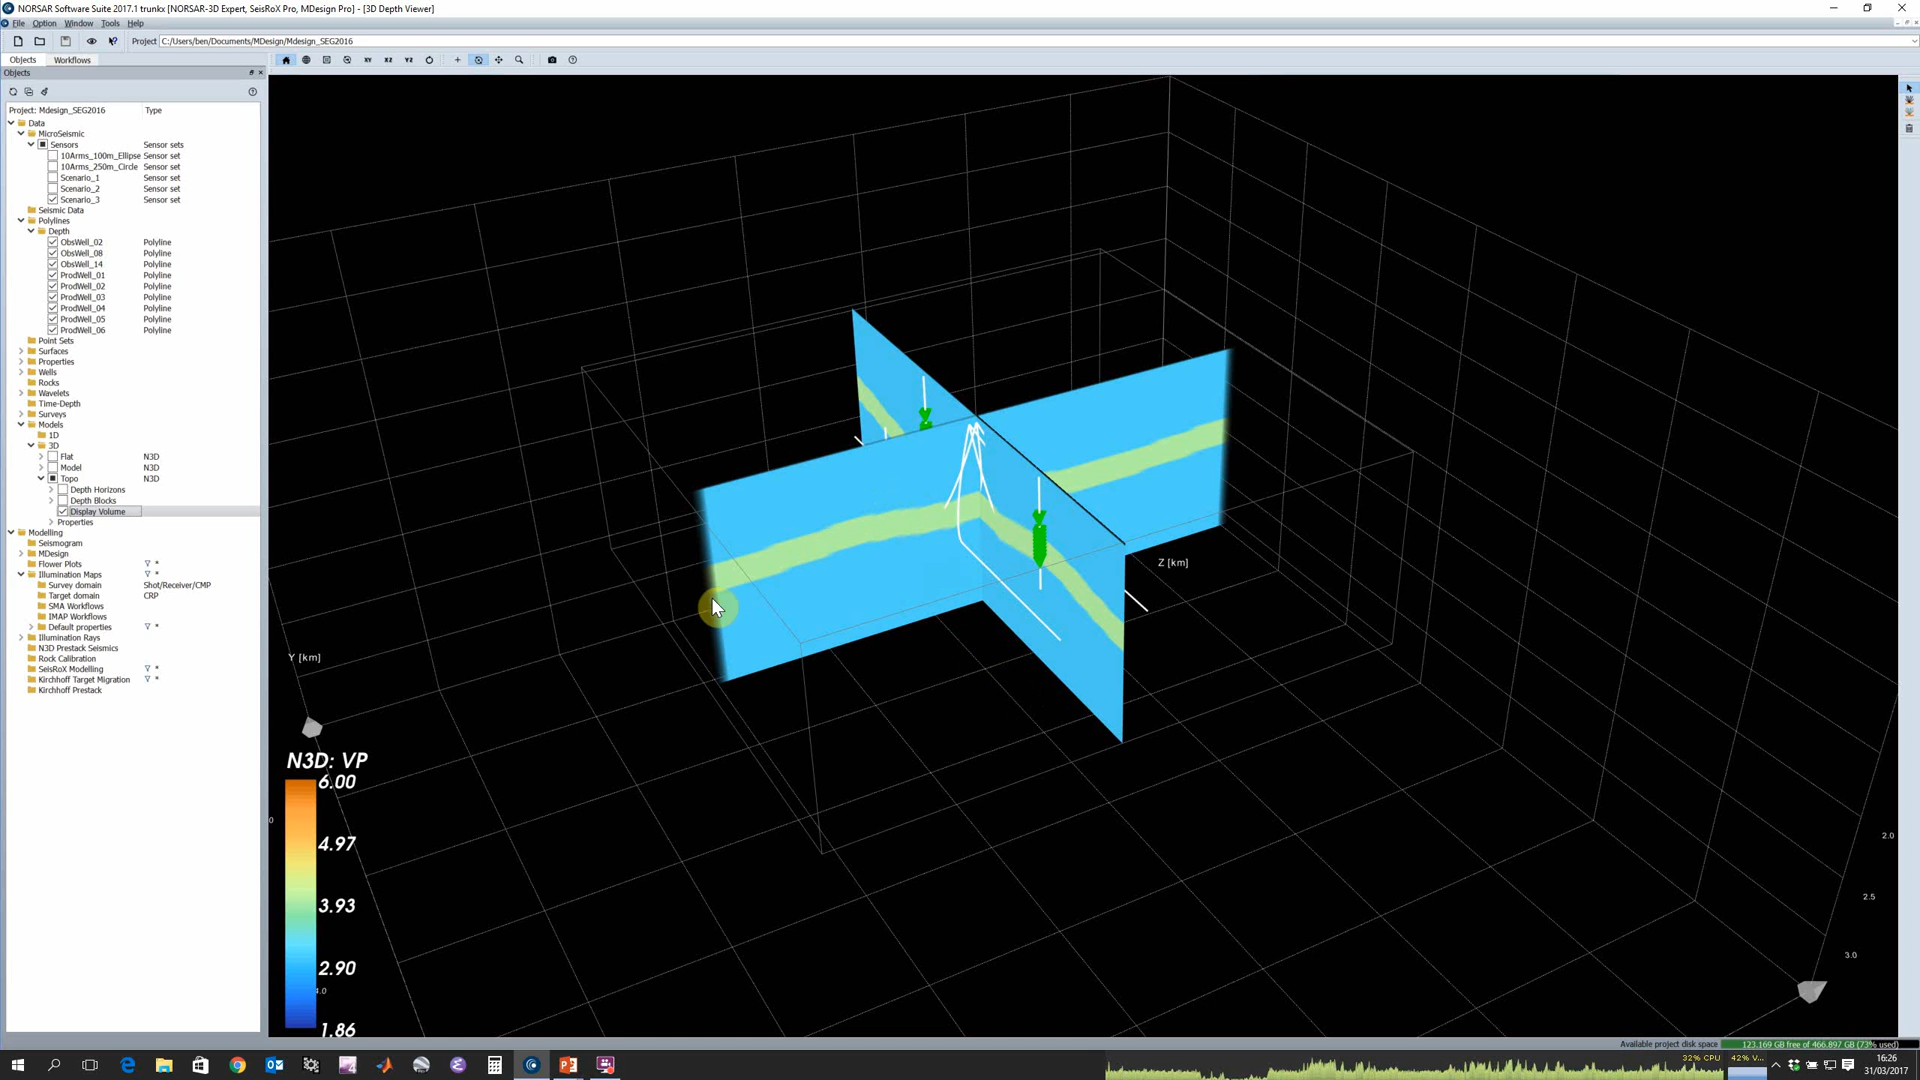 NORSAR Software Suite 2017.1 trunkx [NORSAR-3D Expert, SeisRoX Pro, MDesign Pro] - [3D Depth Viewer]
File Option Window Tools Help
Project C:/Users/ben/Documents/MDesign/Mdesign_SEG2016
Objects Workflows
XY XZ YZ
Objects
Project: Mdesign_SEG2016 Type
Data
MicroSeismic
Sensors Sensor sets
10Arms_100m_Ellipse Sensor set
10Arms_250m_Circle Sensor set
Scenario_1 Sensor set
Scenario_2 Sensor set
Scenario_3 Sensor set
Seismic Data
Polylines
Depth
ObsWell_02 Polyline
ObsWell_08 Polyline
ObsWell_14 Polyline
ProdWell_01 Polyline
ProdWell_02 Polyline
ProdWell_03 Polyline
ProdWell_04 Polyline
ProdWell_05 Polyline
ProdWell_06 Polyline
Point Sets
Surfaces
Properties
Wells
Rocks
Wavelets
Time-Depth
Surveys
Models
1D
3D
Flat N3D
Model N3D
Topo N3D
Depth Horizons
Depth Blocks
Display Volume
Properties
Modelling
Seismogram
MDesign
Flower Plots *
Illumination Maps *
Survey domain Shot/Receiver/CMP
Target domain CRP
SMA Workflows
IMAP Workflows
Default properties *
Illumination Rays
N3D Prestack Seismics
Rock Calibration
SeisRoX Modelling *
Kirchhoff Target Migration *
Kirchhoff Prestack
Z [km]
Y [km]
N3D: VP
6.00
4.97
3.93
2.90
1.86
0
2.0
2.5
3.0
Available project disk space 123.169 GB free of 466.897 GB (73% used)
32% CPU 42% V...
16:26
31/03/2017